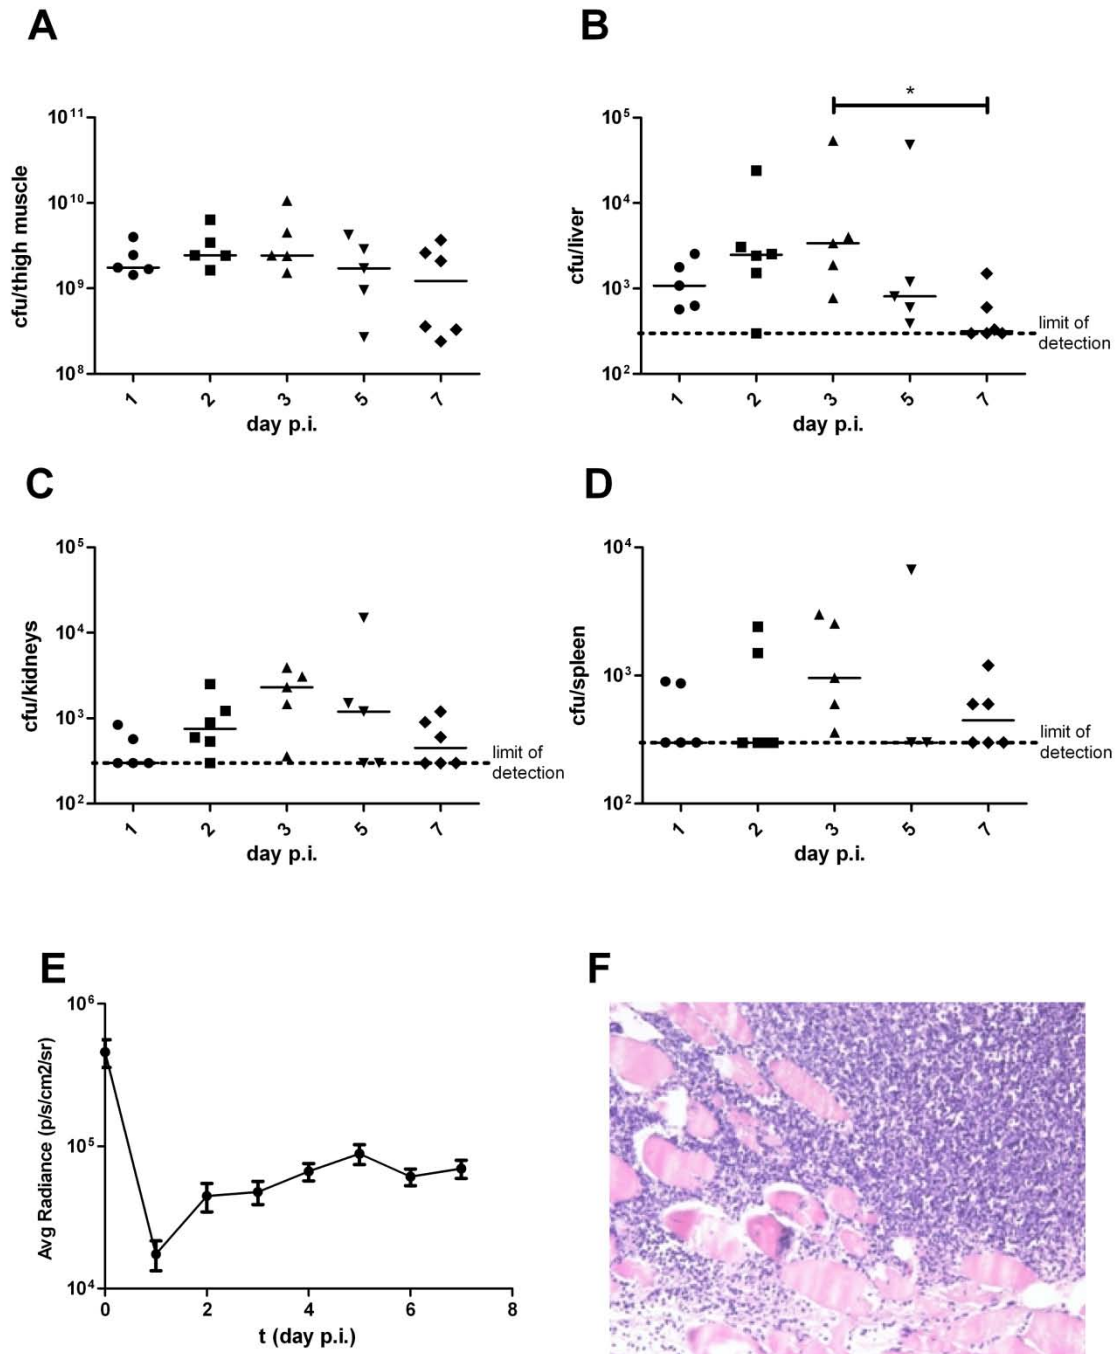 A
B
10^11
10^10
10^9
10^8
cfu/thigh muscle
1
2
3
5
7
day p.i.
*
10^5
10^4
10^3
10^2
cfu/liver
limit of
detection
1
2
3
5
7
day p.i.
C
D
10^5
10^4
10^3
10^2
cfu/kidneys
limit of
detection
1
2
3
5
7
day p.i.
10^4
10^3
10^2
cfu/spleen
limit of
detection
1
2
3
5
7
day p.i.
E
F
10^6
10^5
10^4
Avg Radiance (p/s/cm2/sr)
0
2
4
6
8
t (day p.i.)